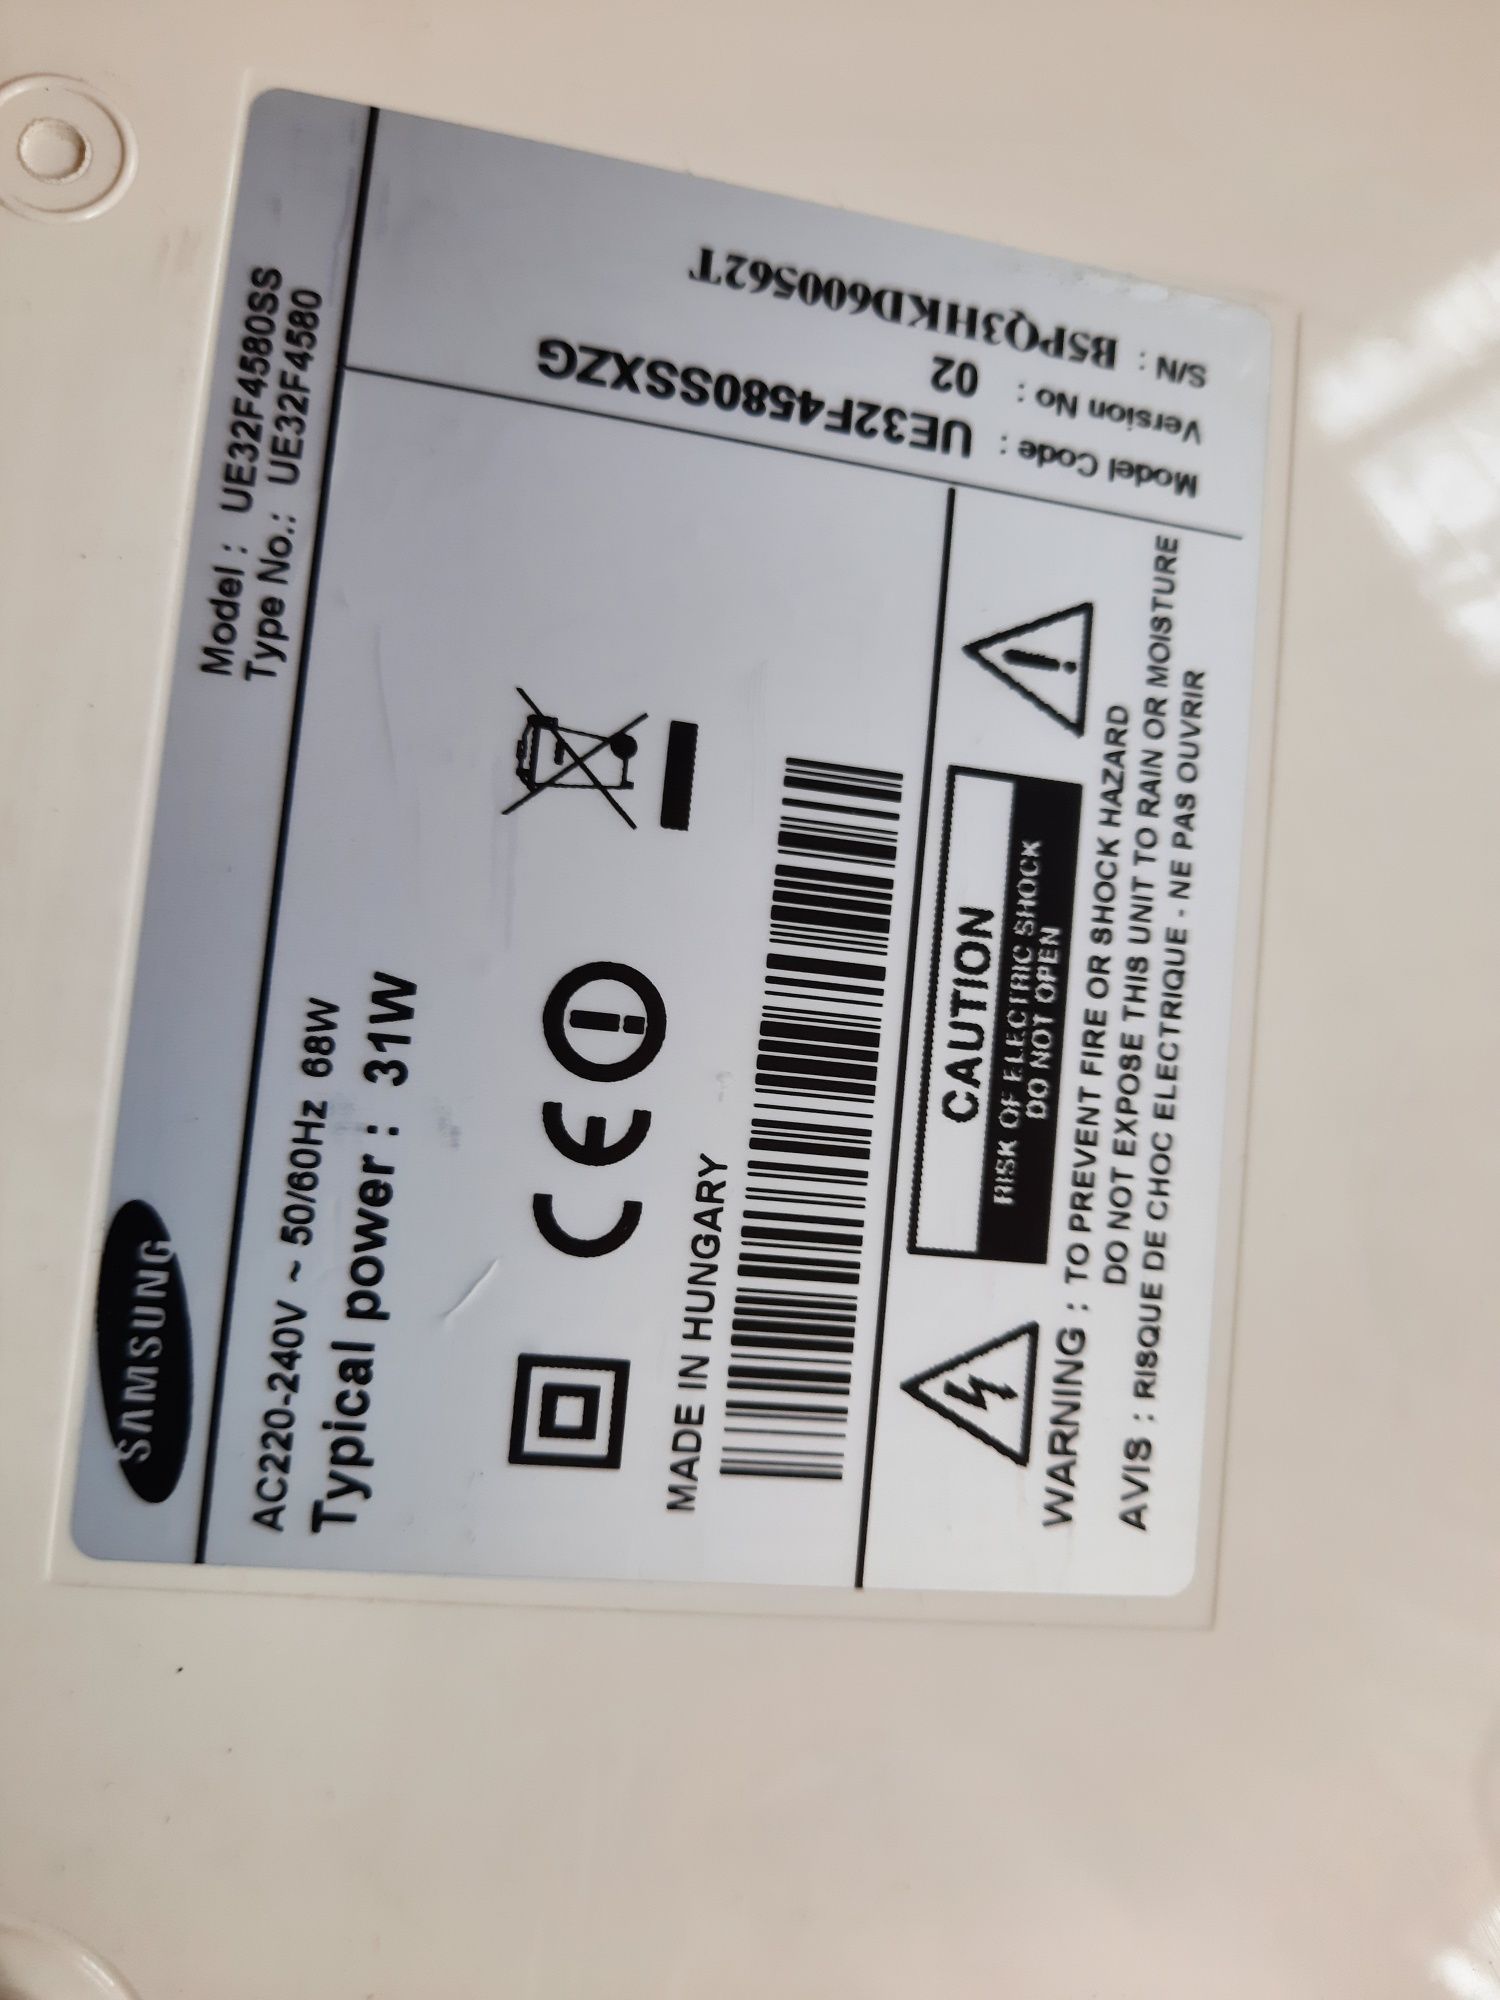 SAMSUNG
Model : UE32F4580SS
Type No.: UE32F4580
AC220-240V ~ 50/60Hz 68W
Typical power : 31W
MADE IN HUNGARY
CAUTION
RISK OF ELECTRIC SHOCK
DO NOT OPEN
WARNING : TO PREVENT FIRE OR SHOCK HAZARD
DO NOT EXPOSE THIS UNIT TO RAIN OR MOISTURE
AVIS : RISQUE DE CHOC ELECTRIQUE - NE PAS OUVRIR
Model Code : UE32F4580SSXZG
Version No : 02
S/N : B5PQ3HKD600562T